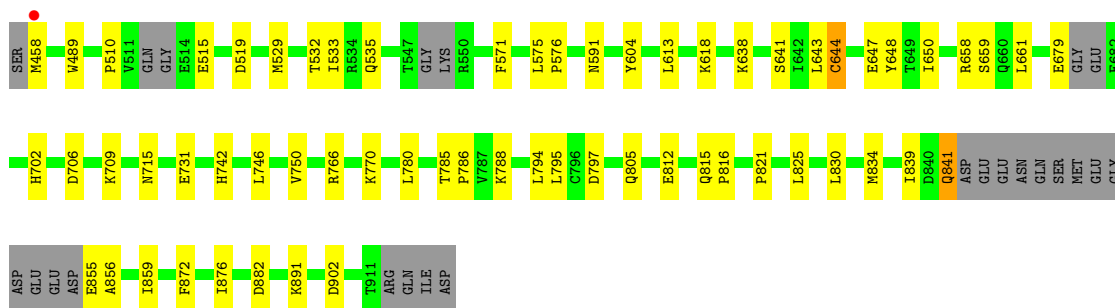 SER M458 W489 P510 V511 GLN GLY E514 E515 D519 M529 T532 I533 R534 Q535 T547 GLY LYS R550 F571 L575 P576 N591 Y604 L613 K618 K638 S641 I642 L643 C644 E647 Y648 T649 I650 R658 S659 Q660 L661 E679 GLY GLU E682
H702 D706 K709 N715 E731 H742 L746 V750 R766 K770 L780 T785 P786 V787 K788 L794 L795 C796 D797 Q805 E812 Q815 P816 P821 L825 L830 M834 I839 D840 Q841 ASP GLU GLU ASN GLN SER MET GLU GLY
ASP GLU GLU ASP E855 A856 I859 F872 I876 D882 K891 D902 T911 ARG GLN ILE ASP